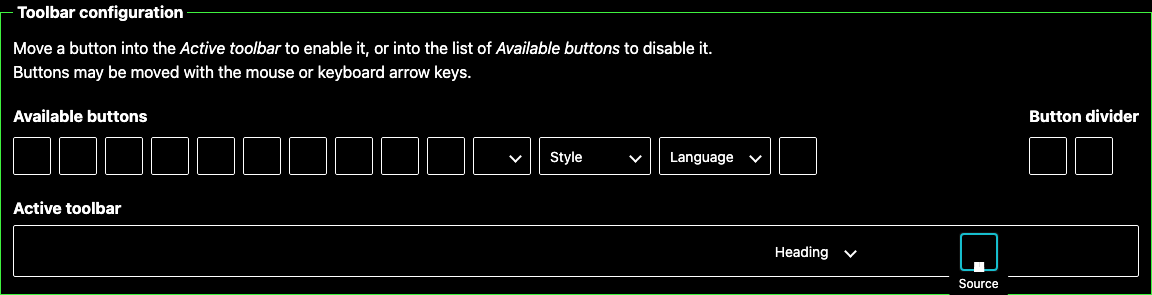 Toolbar configuration
Move a button into the Active toolbar to enable it, or into the list of Available buttons to disable it.
Buttons may be moved with the mouse or keyboard arrow keys.
Available buttons
Button divider
Style
Language
Active toolbar
Heading
Source